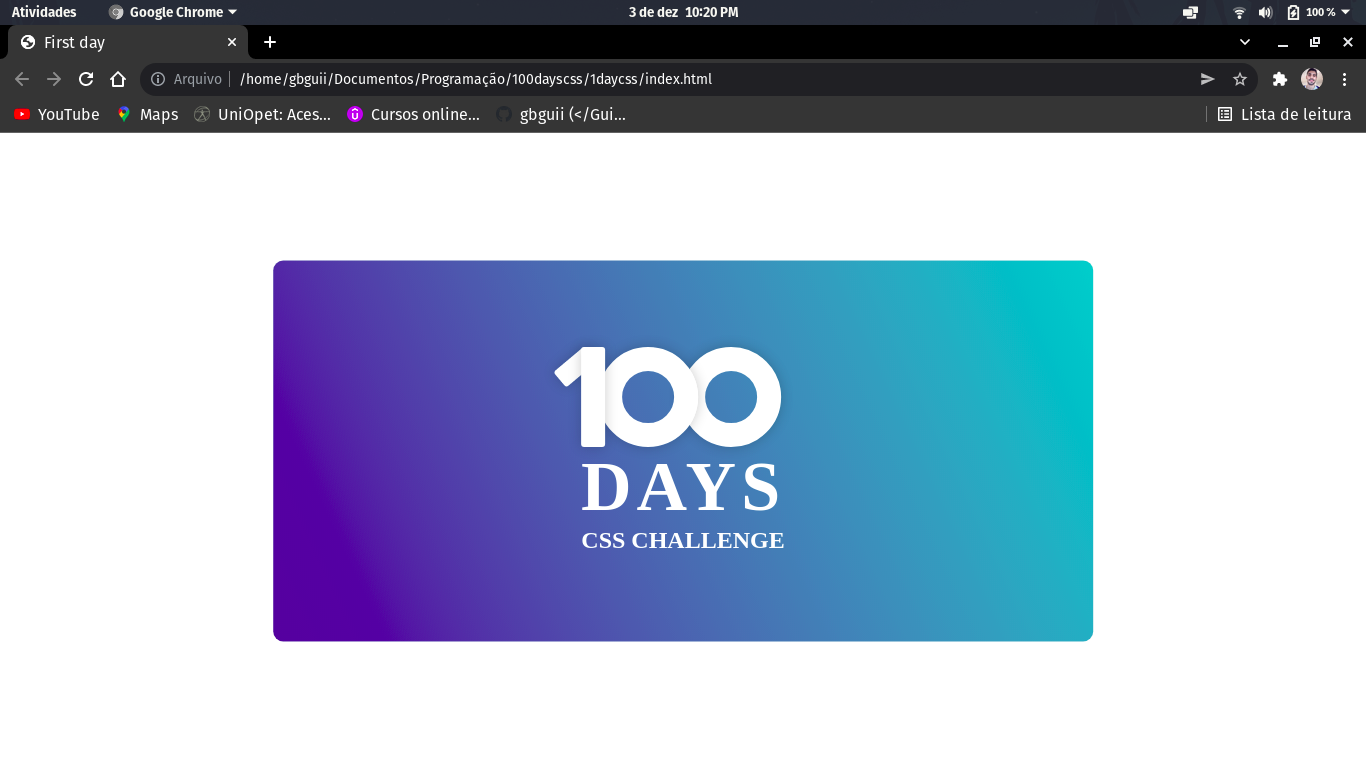 Atividades Google Chrome 3 de dez 10:20 PM 100 %
First day
Arquivo /home/gbguii/Documentos/Programação/100dayscss/1daycss/index.html
YouTube Maps UniOpet: Aces... Cursos online... gbguii (</Gui... Lista de leitura
100
DAYS
CSS CHALLENGE